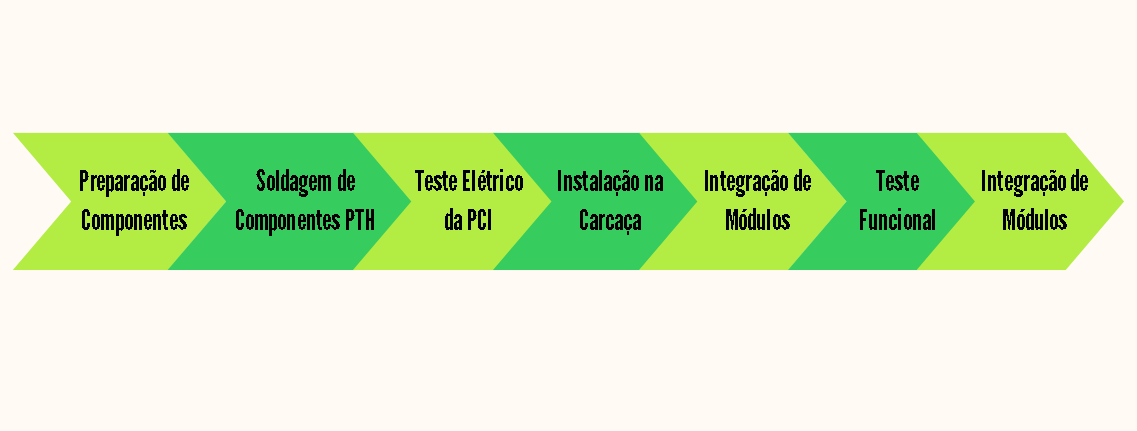 Preparação de
Componentes
Soldagem de
Componentes PTH
Teste Elétrico
da PCI
Instalação na
Carcaça
Integração de
Módulos
Teste
Funcional
Integração de
Módulos